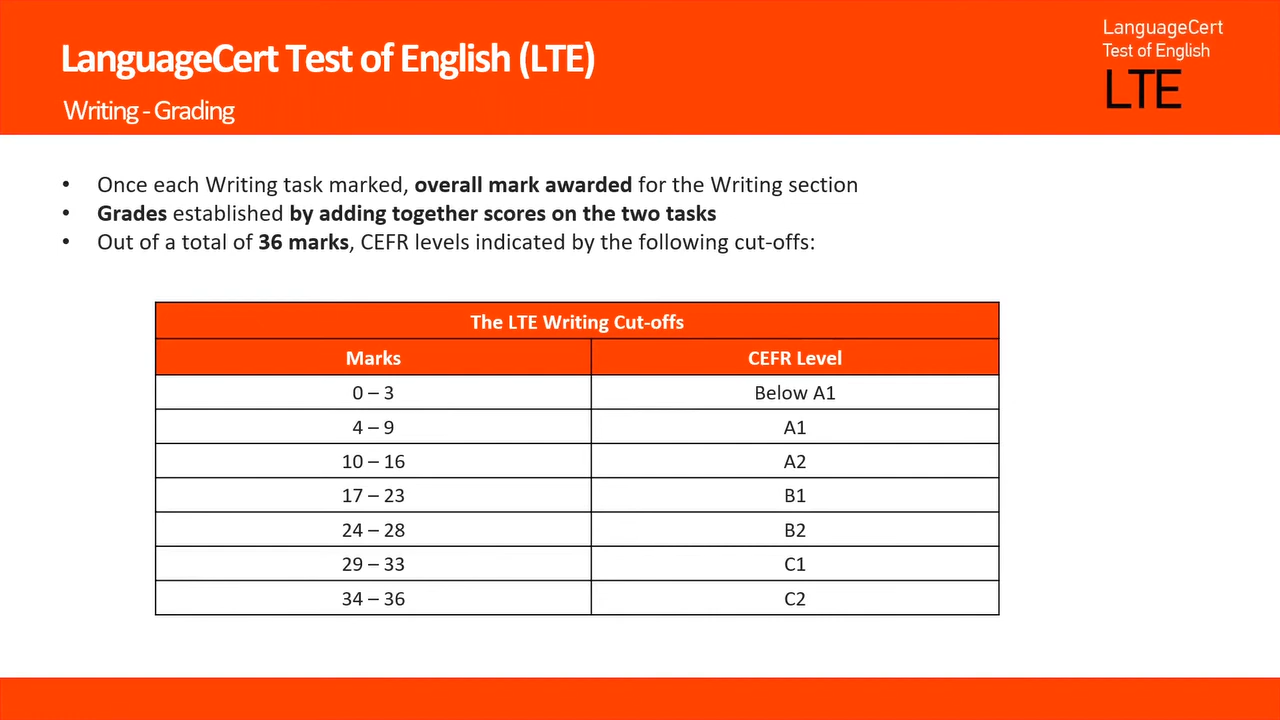 LanguageCert Test of English (LTE)
Writing - Grading
LanguageCert
Test of English
LTE
• Once each Writing task marked, overall mark awarded for the Writing section
• Grades established by adding together scores on the two tasks
• Out of a total of 36 marks, CEFR levels indicated by the following cut-offs:
The LTE Writing Cut-offs
Marks CEFR Level
0 – 3 Below A1
4 – 9 A1
10 – 16 A2
17 – 23 B1
24 – 28 B2
29 – 33 C1
34 – 36 C2